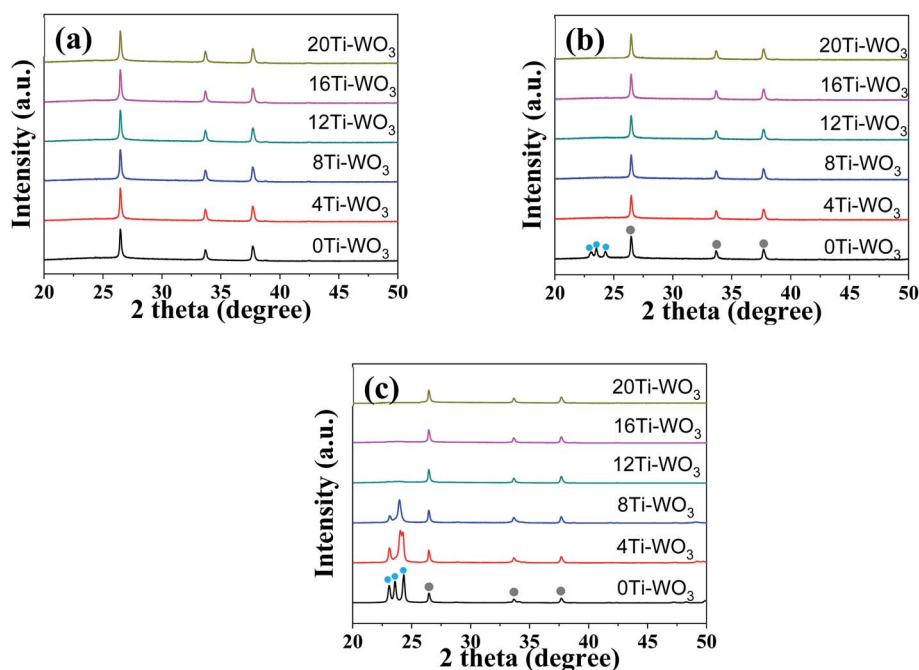 (a)
20Ti-WO3
16Ti-WO3
12Ti-WO3
8Ti-WO3
4Ti-WO3
0Ti-WO3
Intensity (a.u.)
20 25 30 35 40 45 50
2 theta (degree)
(b)
20Ti-WO3
16Ti-WO3
12Ti-WO3
8Ti-WO3
4Ti-WO3
0Ti-WO3
Intensity (a.u.)
20 25 30 35 40 45 50
2 theta (degree)
(c)
20Ti-WO3
16Ti-WO3
12Ti-WO3
8Ti-WO3
4Ti-WO3
0Ti-WO3
Intensity (a.u.)
20 25 30 35 40 45 50
2 theta (degree)